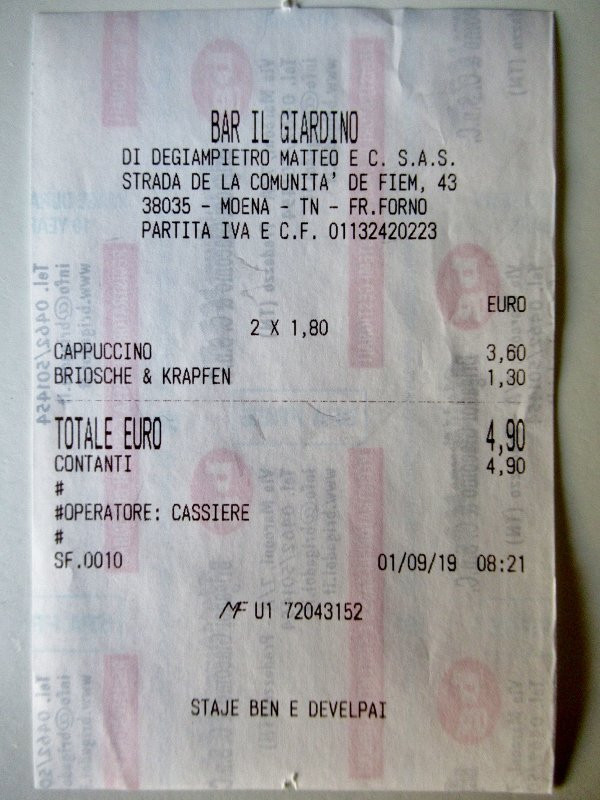 BAR IL GIARDINO
DI DEGIAMPIETRO MATTEO E C. S.A.S.
STRADA DE LA COMUNITA' DE FIEM, 43
38035 - MOENA - TN - FR.FORNO
PARTITA IVA E C.F. 01132420223
EURO
2 X 1,80
CAPPUCCINO 3,60
BRIOSCHE & KRAPFEN 1,30
TOTALE EURO 4,90
CONTANTI 4,90
#
#OPERATORE: CASSIERE
#
SF.0010 01/09/19 08:21
MF U1 72043152
STAJE BEN E DEVELPAI